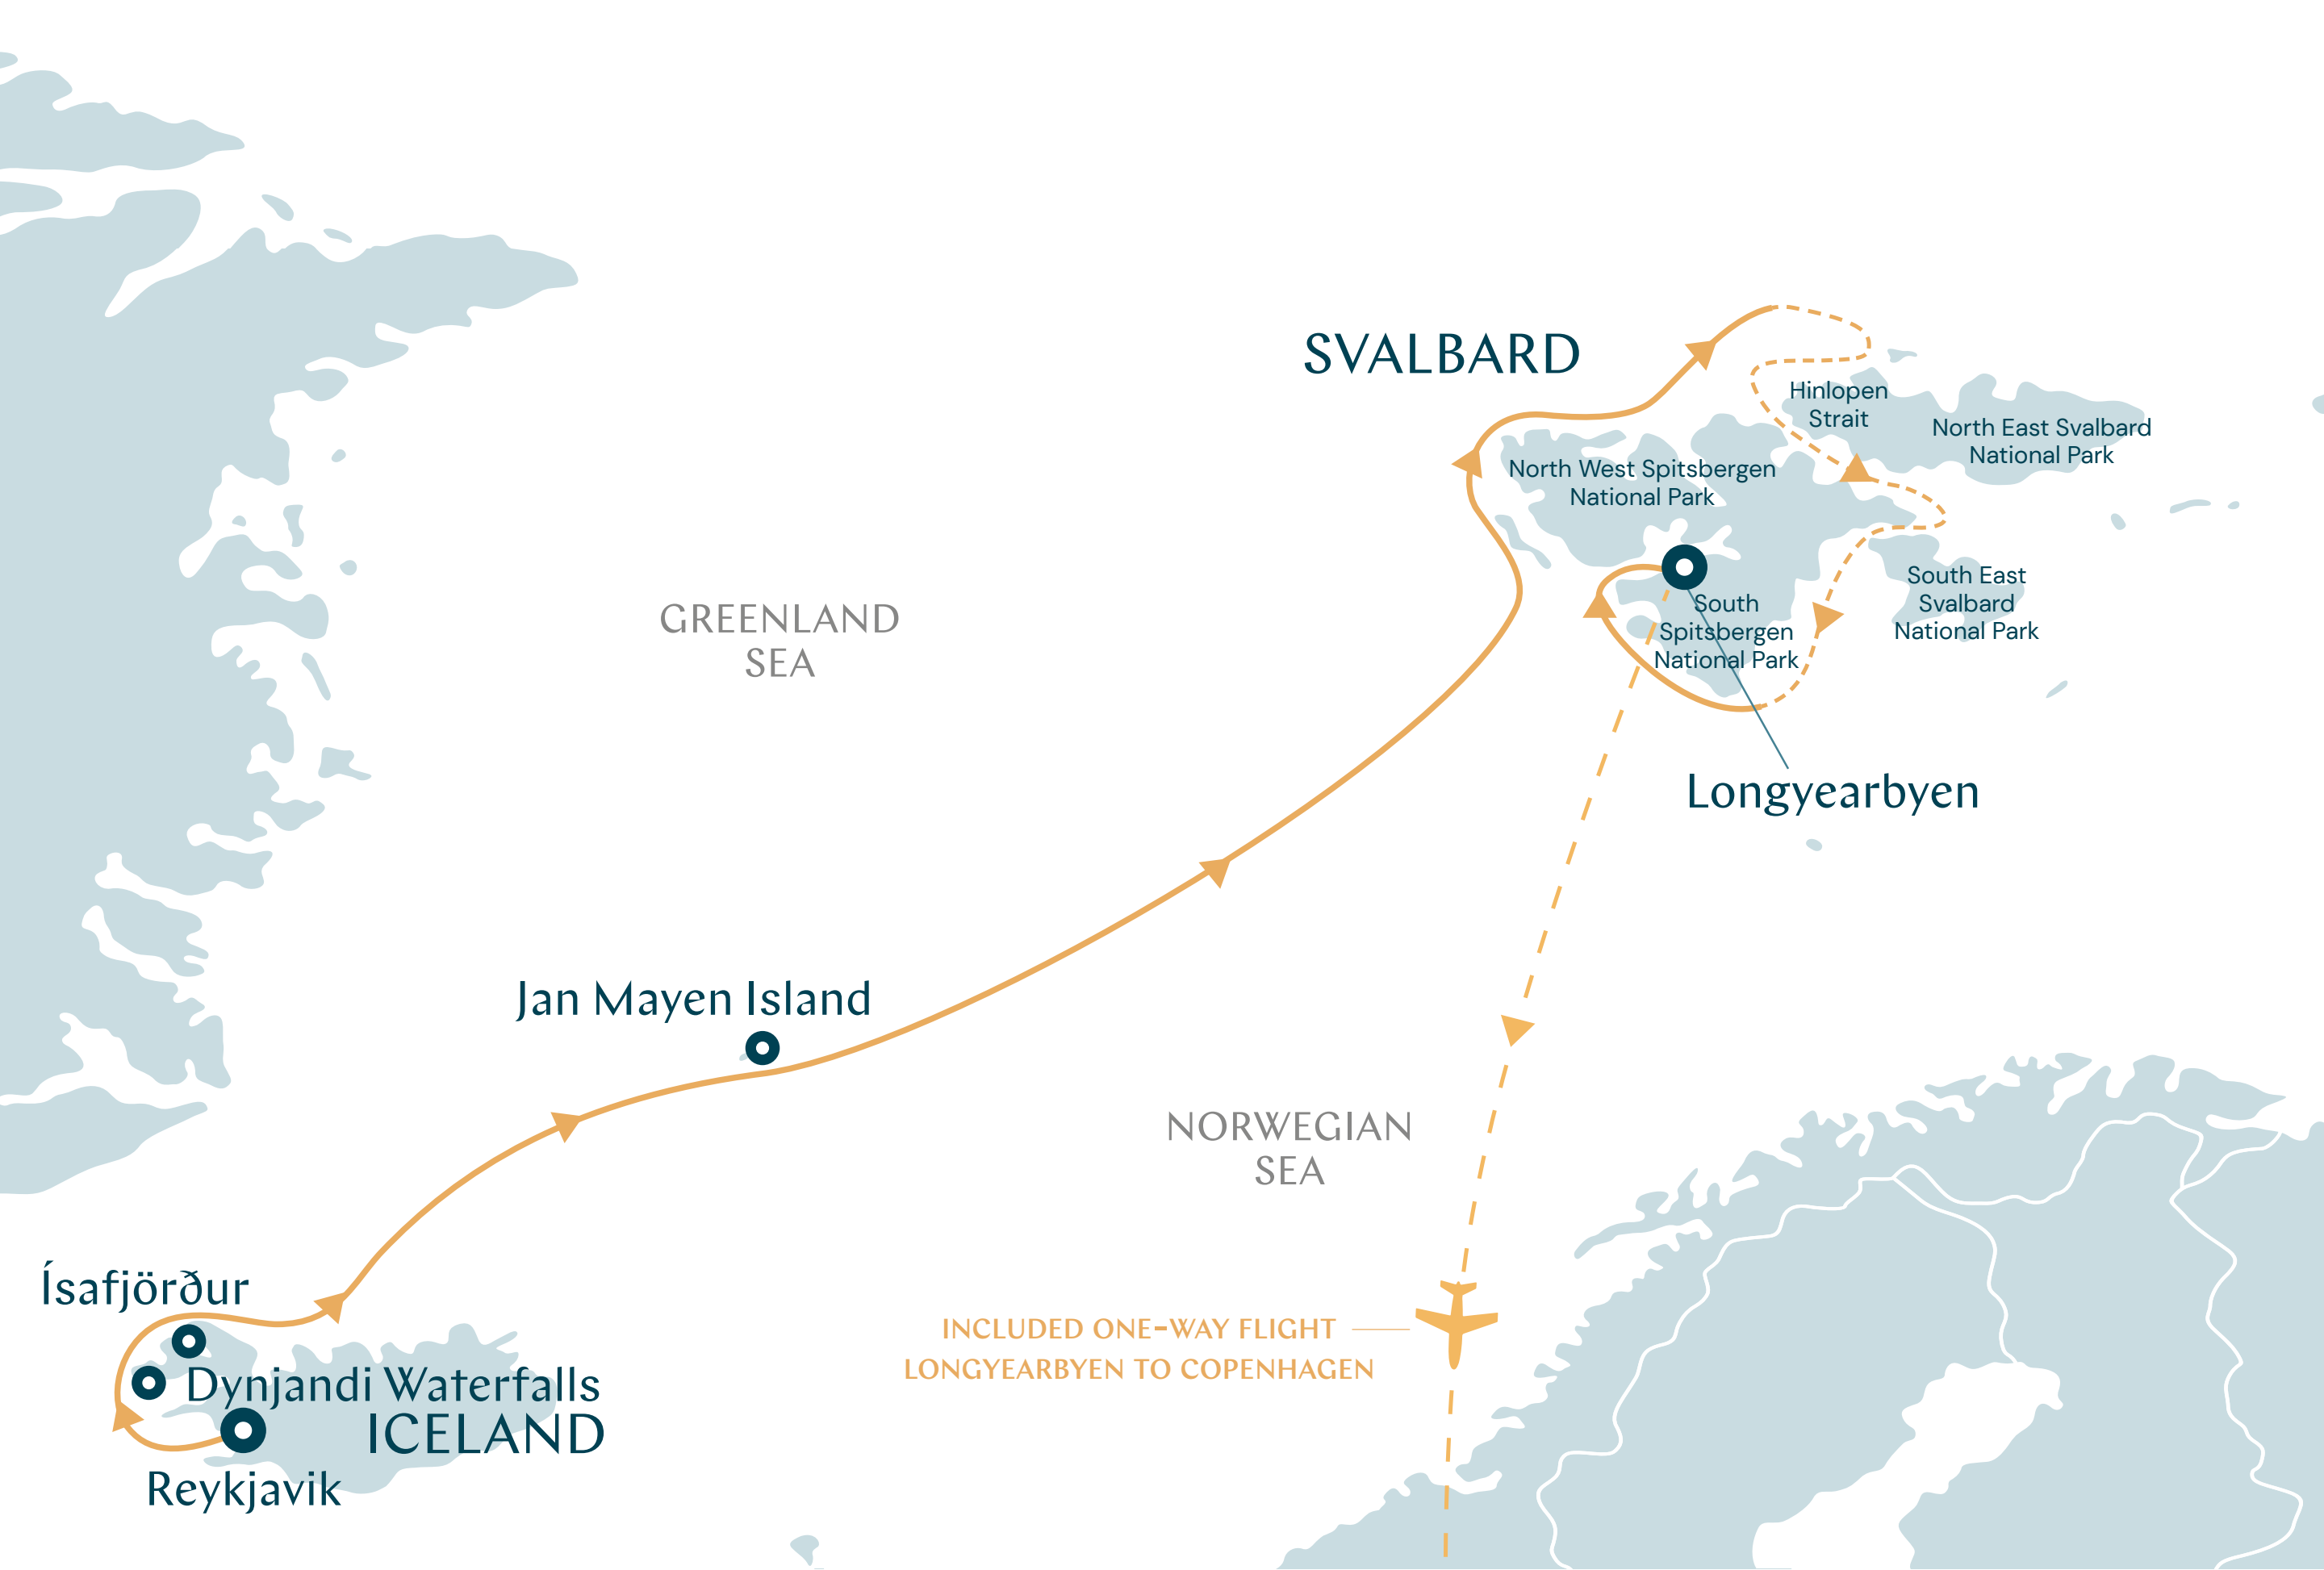 SVALBARD
Hinlopen
Strait
North East Svalbard
National Park
North West Spitsbergen
National Park
South East
Svalbard
National Park
South
Spitsbergen
National Park
GREENLAND
SEA
Longyearbyen
Jan Mayen Island
NORWEGIAN
SEA
Ísafjörður
INCLUDED ONE-WAY FLIGHT
LONGYEARBYEN TO COPENHAGEN
Dynjandi Waterfalls
ICELAND
Reykjavik